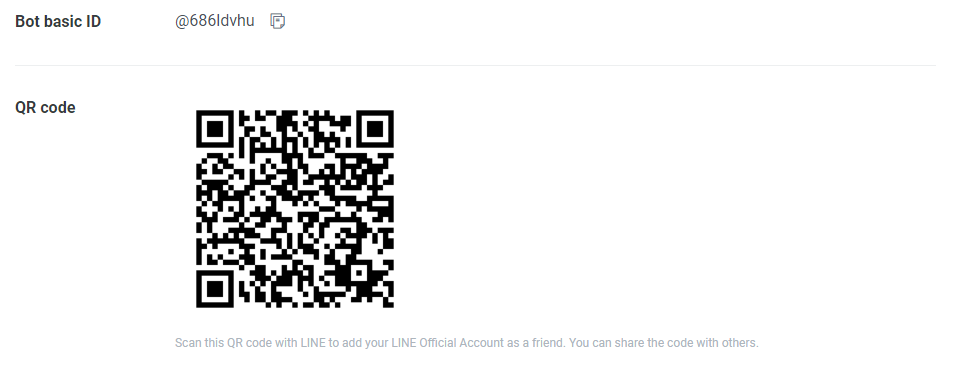 Bot basic ID
@686ldvhu
QR code
Scan this QR code with LINE to add your LINE Official Account as a friend. You can share the code with others.